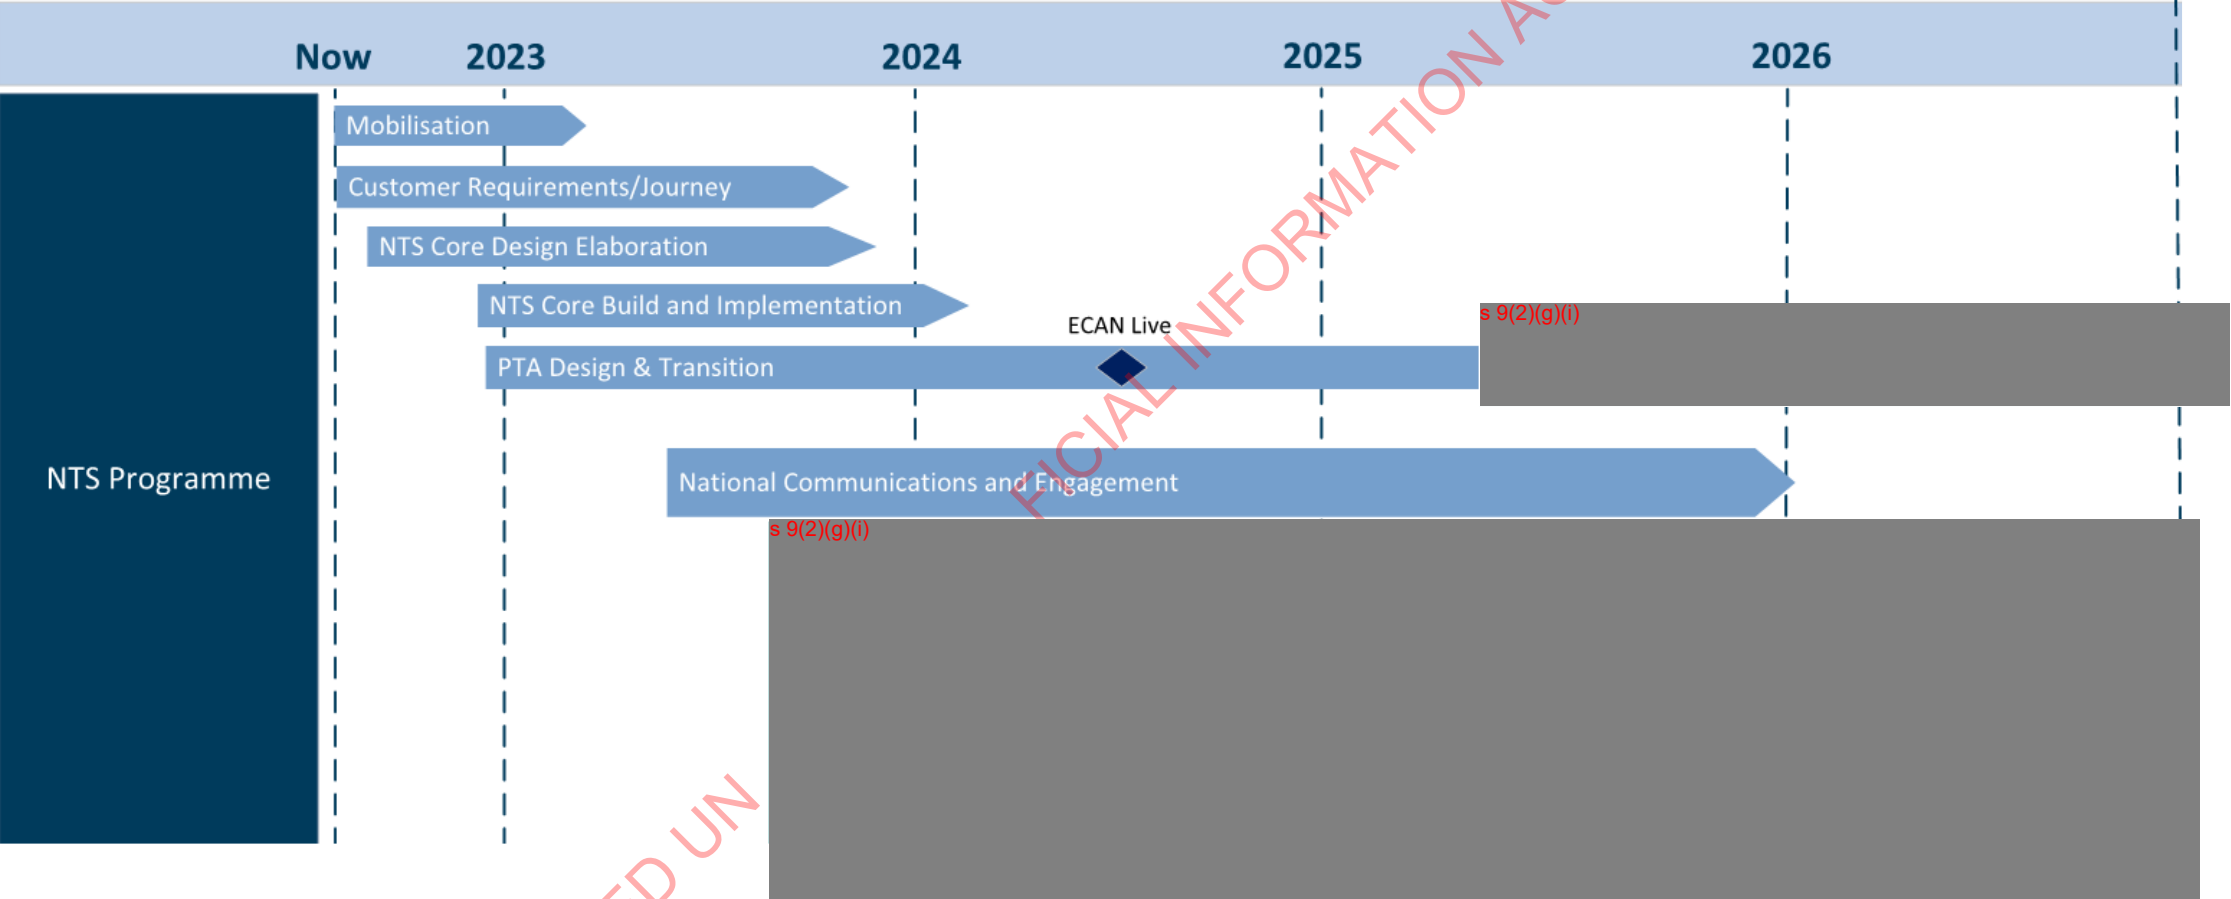 Now 2023 2024 2025 2026
Mobilisation
Customer Requirements/Journey
NTS Core Design Elaboration
NTS Core Build and Implementation
s 9(2)(g)(i)
ECAN Live
PTA Design & Transition
NTS Programme
National Communications and Engagement
s 9(2)(g)(i)
FICIAL INFORMATION A
ED UN